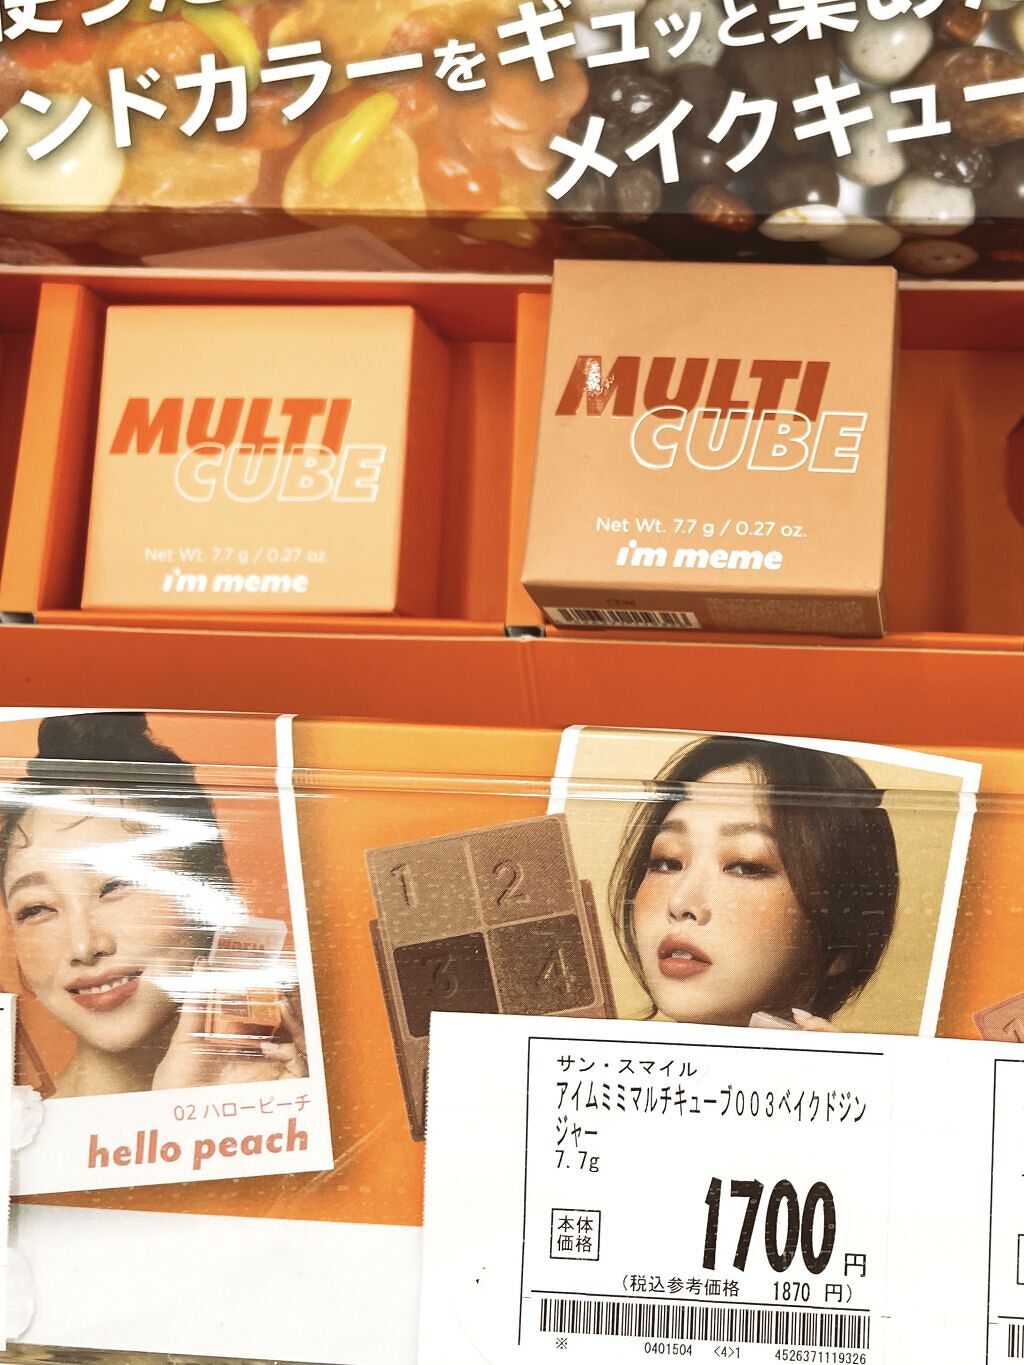 ンドカラーをギュッと集め
メイクキュー
MULTI
CUBE
Net Wt. 7.7 g / 0.27 oz.
i'm meme
MULTI
CUBE
Net Wt. 7.7 g / 0.27 oz.
i'm meme
1 2
3 4
02 ハローピーチ
hello peach
サン・スマイル
アイムミミマルチキューブ003ベイクドジン
ジャー
7.7g
本体
価格
1700 円
(税込参考価格 1870 円)
※ 0401504 <4>1 4526371119326